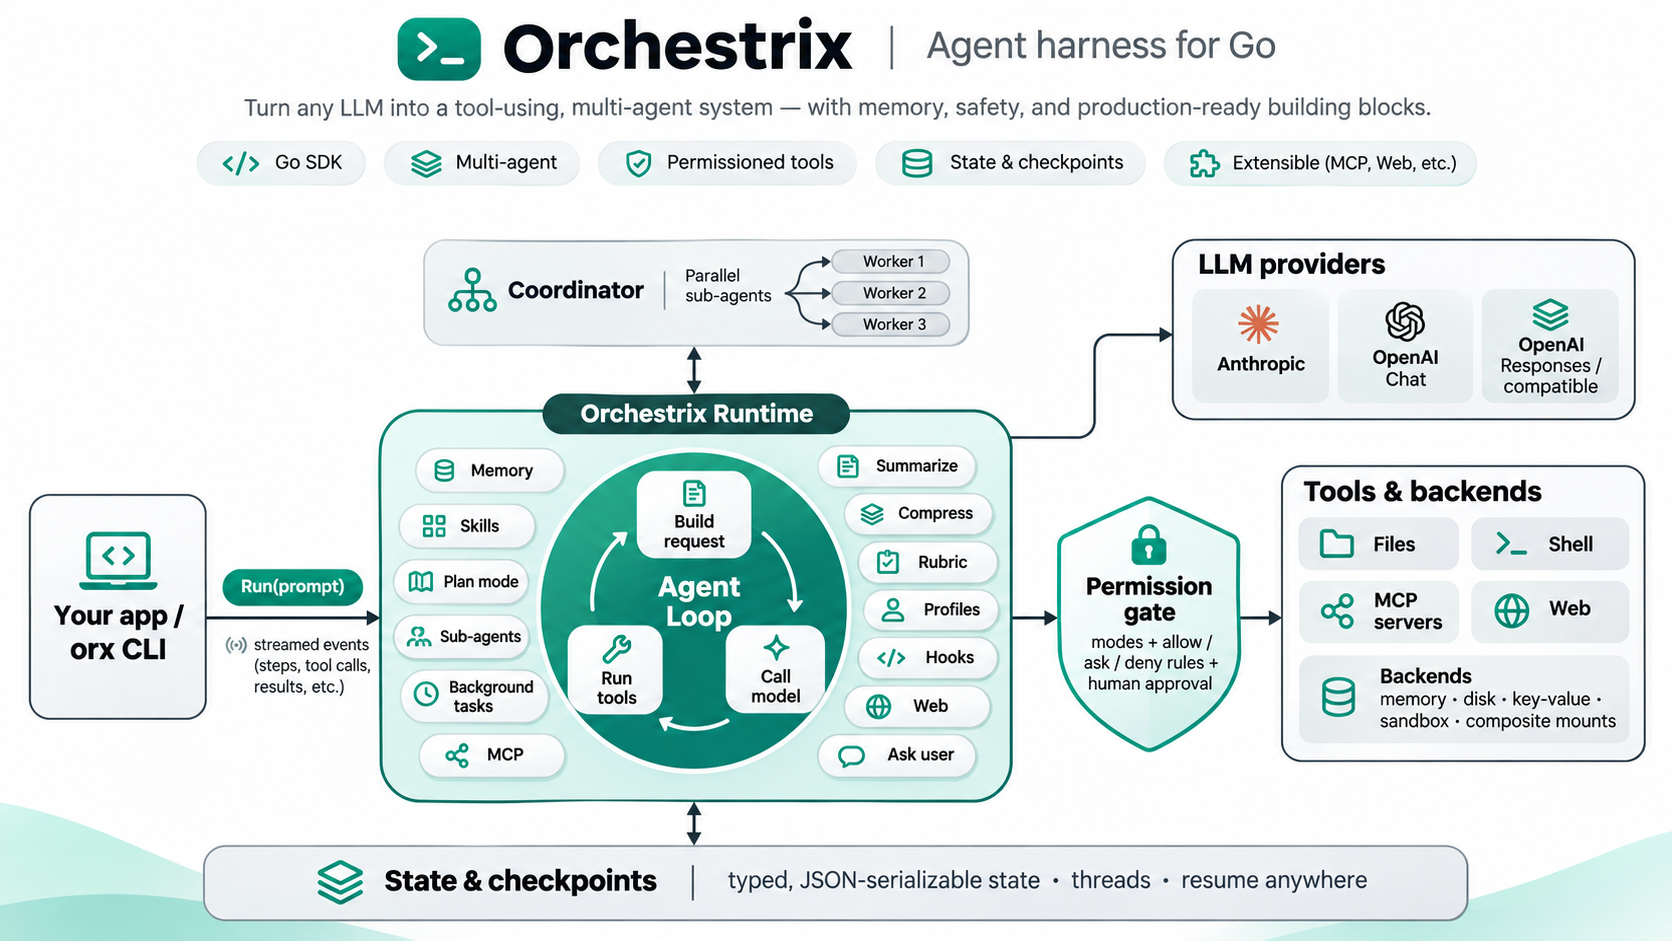 Orchestrix | Agent harness for Go
Turn any LLM into a tool-using, multi-agent system — with memory, safety, and production-ready building blocks.
Go SDK
Multi-agent
Permissioned tools
State & checkpoints
Extensible (MCP, Web, etc.)
Coordinator
Parallel
sub-agents
Worker 1
Worker 2
Worker 3
LLM providers
Anthropic
OpenAI
Chat
OpenAI
Responses /
compatible
Your app /
orx CLI
Run(prompt)
streamed events
(steps, tool calls,
results, etc.)
Orchestrix Runtime
Memory
Skills
Plan mode
Sub-agents
Background
tasks
MCP
Agent
Loop
Build
request
Call
model
Run
tools
Summarize
Compress
Rubric
Profiles
Hooks
Web
Ask user
Permission
gate
modes + allow /
ask / deny rules +
human approval
Tools & backends
Files
Shell
MCP
servers
Web
Backends
memory · disk · key-value ·
sandbox · composite mounts
State & checkpoints | typed, JSON-serializable state • threads • resume anywhere